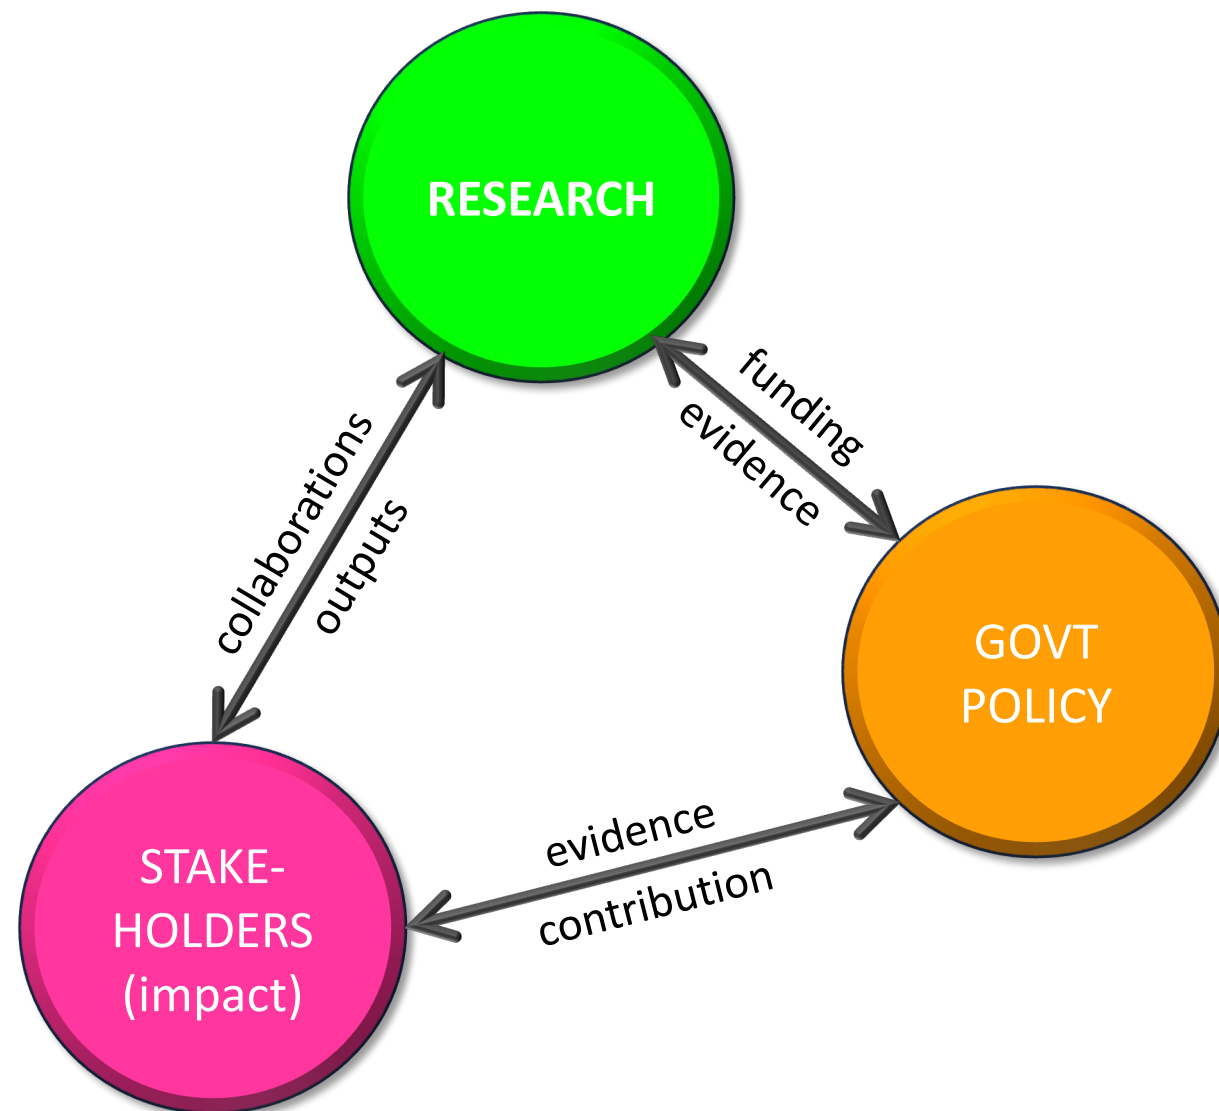 RESEARCH
funding
evidence
collaborations
outputs
GOVT
POLICY
evidence
contribution
STAKE-
HOLDERS
(impact)